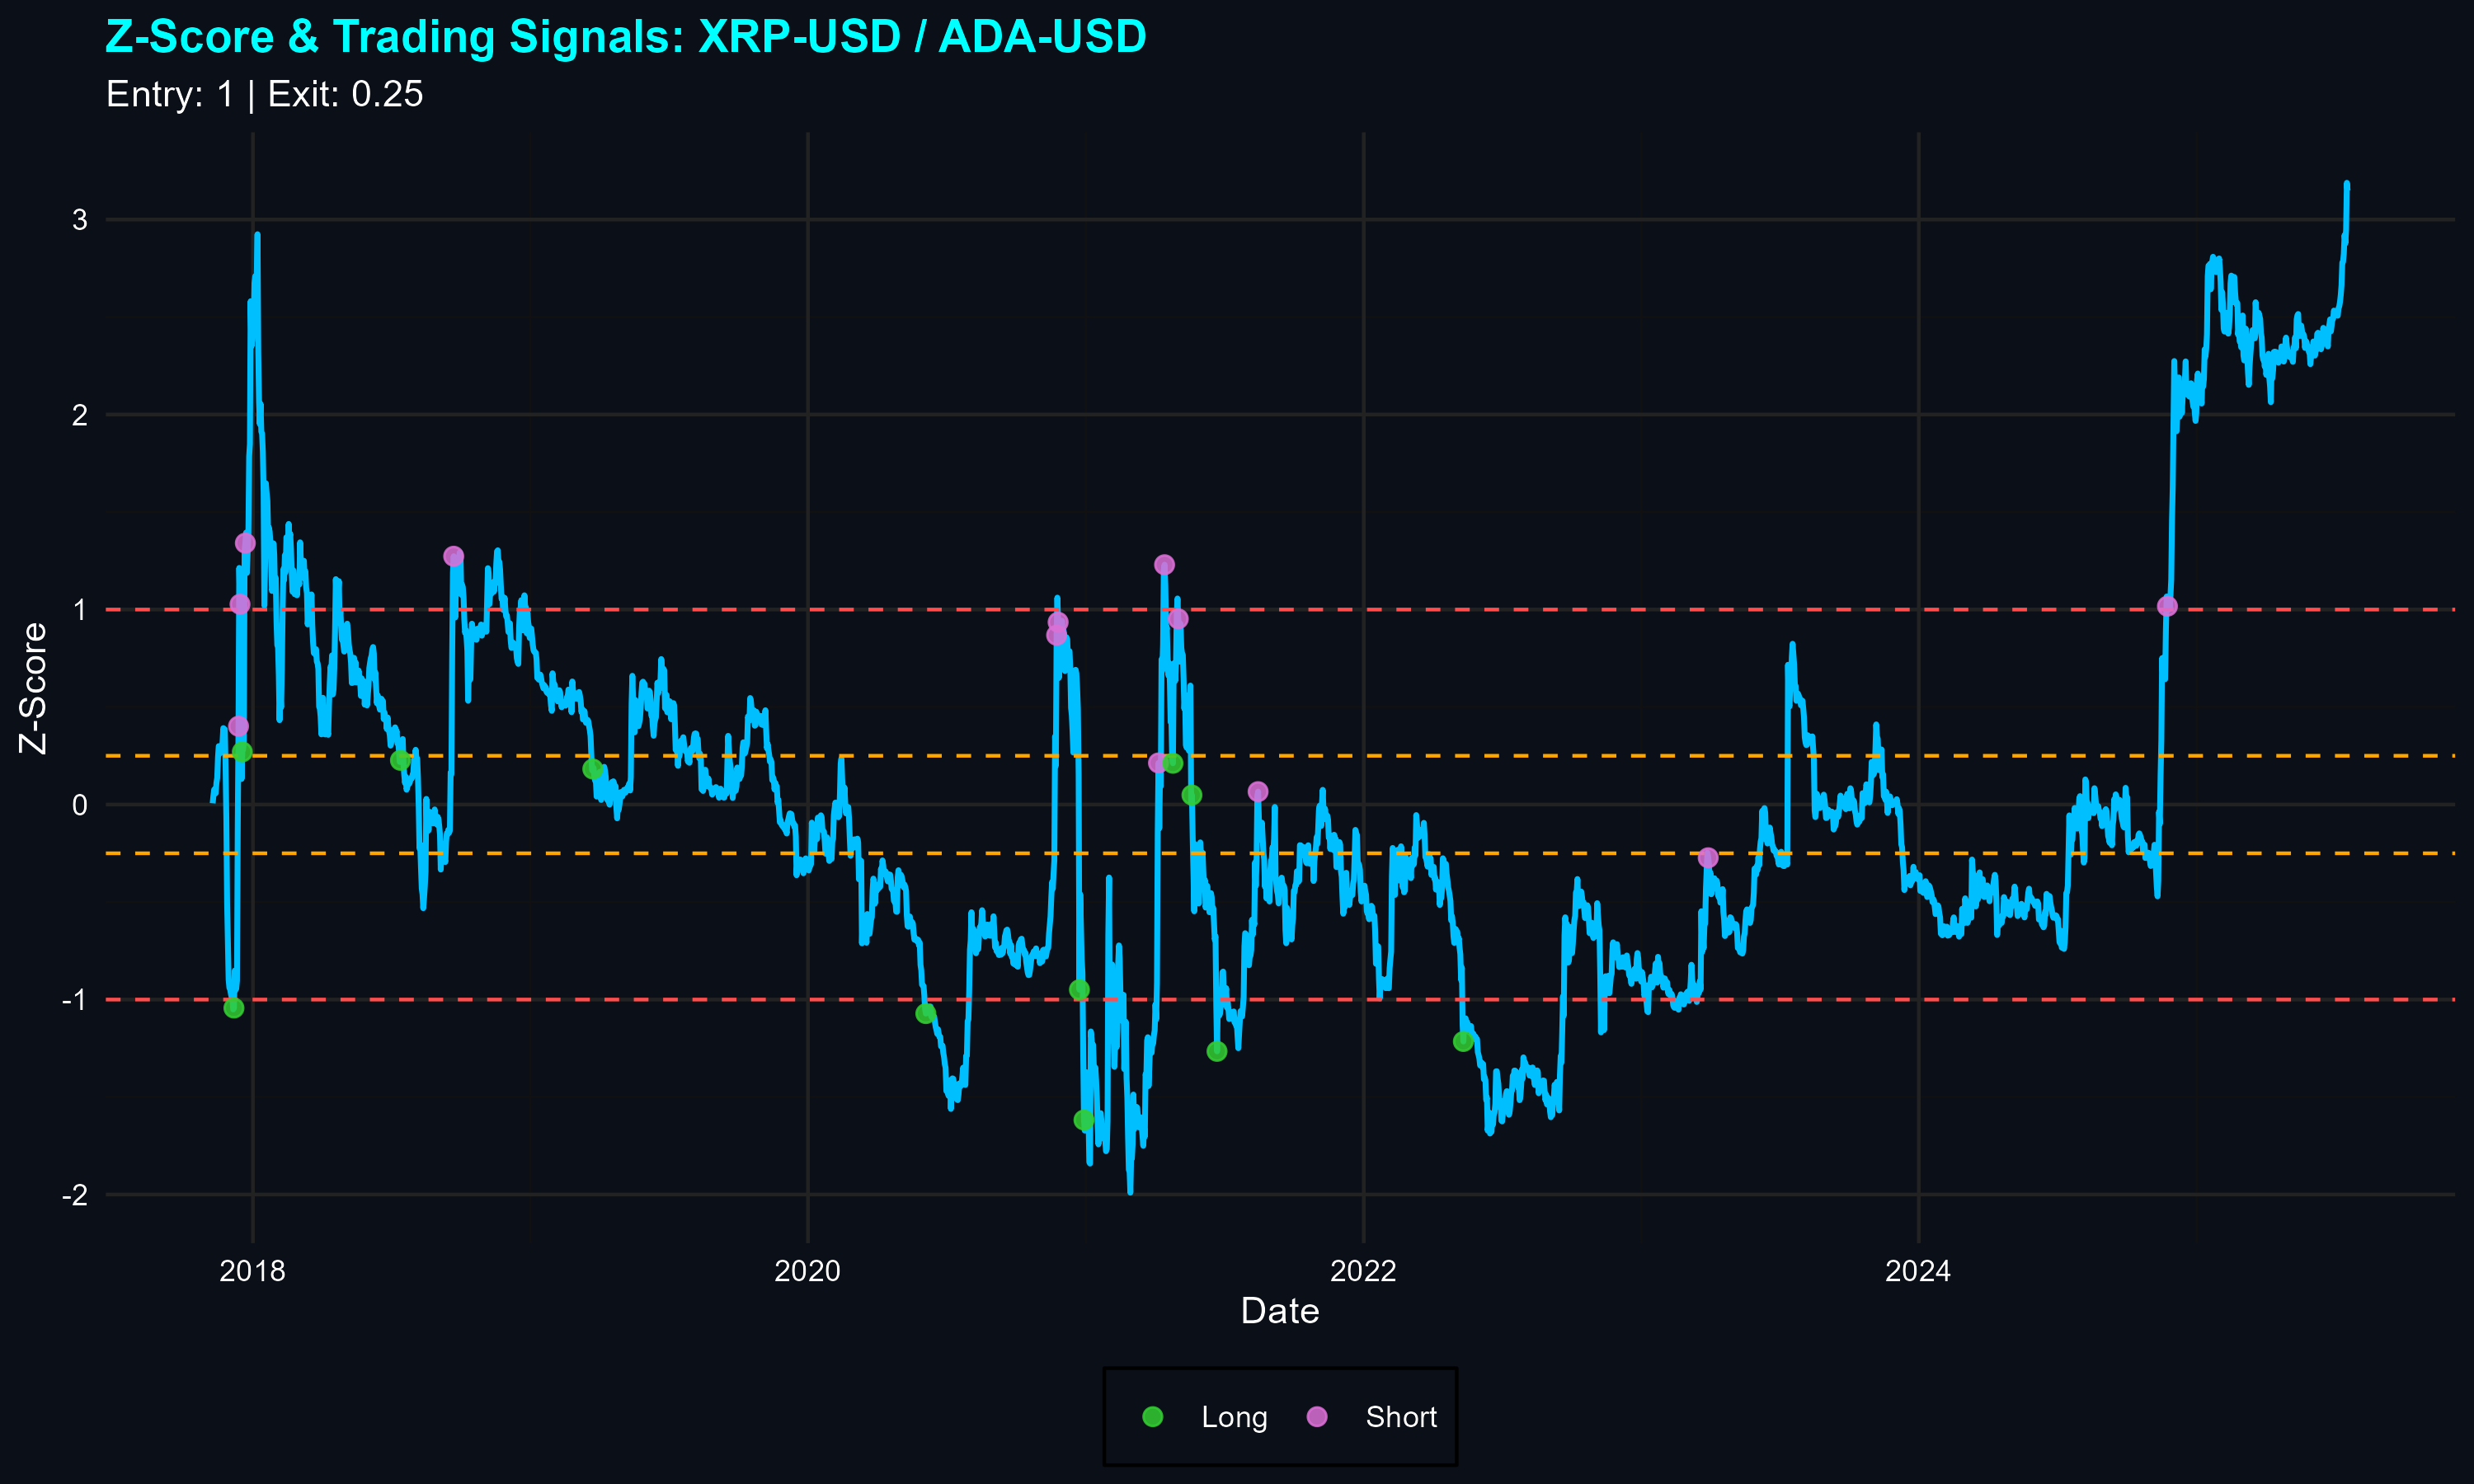 Z-Score & Trading Signals: XRP-USD / ADA-USD
Entry: 1 | Exit: 0.25
Z-Score
3
2
1
0
-1
-2
2018 2020 2022 2024
Date
Long Short